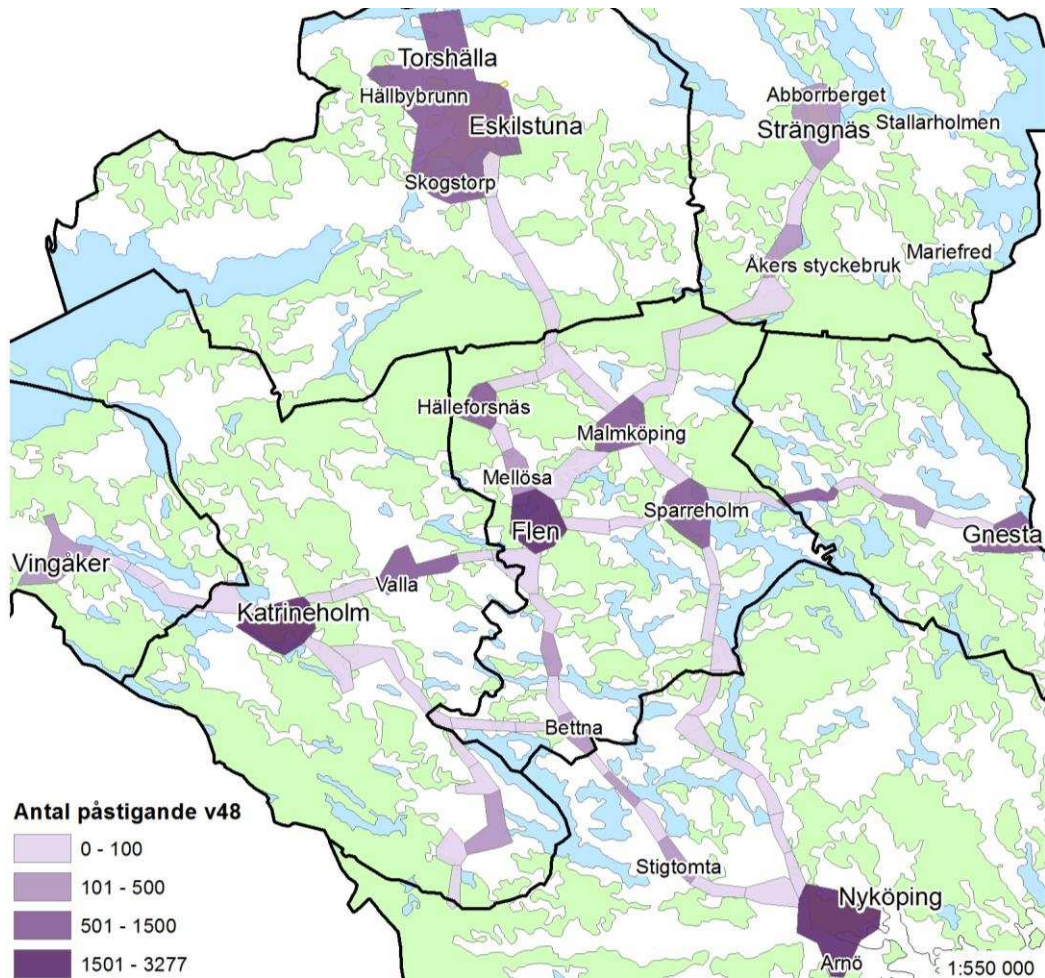 Torshälla
Hällbybrunn
Eskilstuna
Skogstorp
Abborrberget
Strängnäs
Stallarholmen
Mariefred
Åkers styckebruk
Hälleforsnäs
Malmköping
Mellösa
Flen
Sparreholm
Gnesta
Vingåker
Valla
Katrineholm
Bettna
Stigtomta
Nyköping
Arnö
Antal påstigande v48
0 - 100
101 - 500
501 - 1500
1501 - 3277
1:550 000